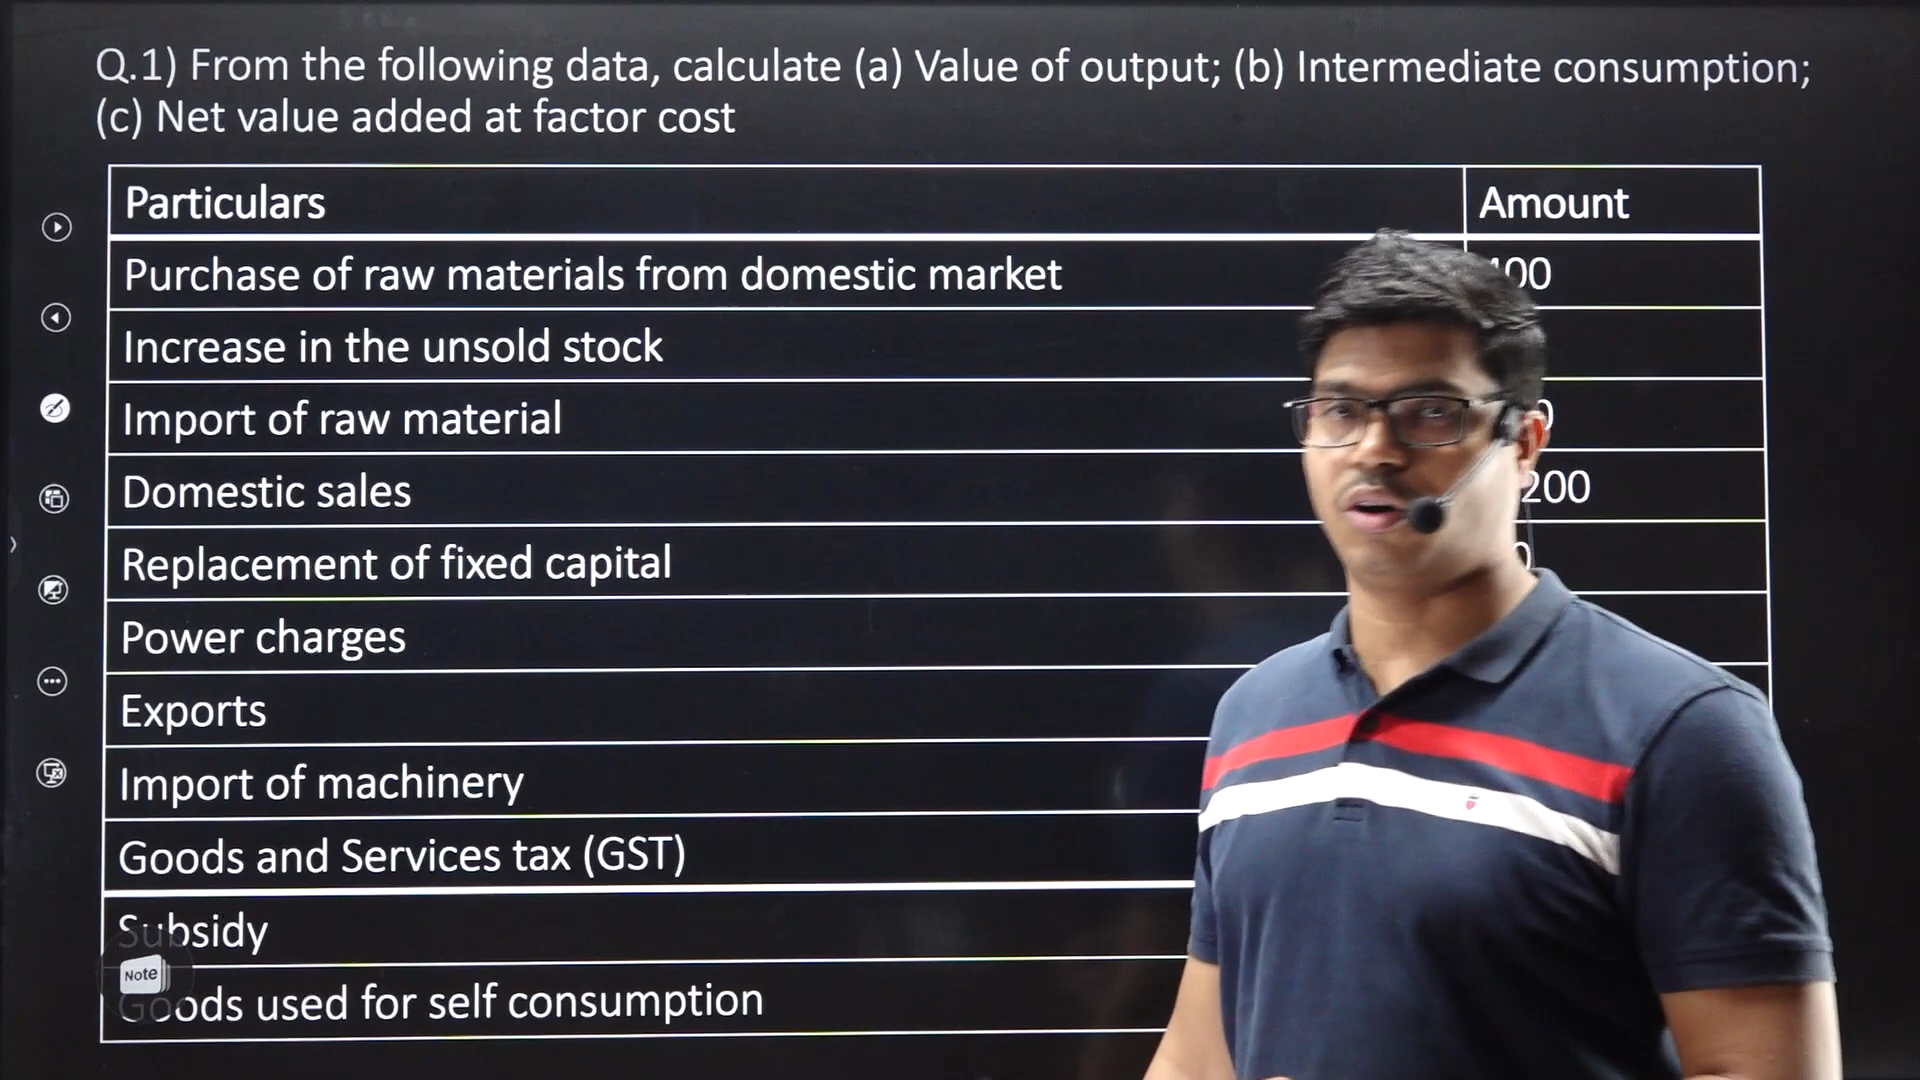 Q.1) From the following data, calculate (a) Value of output; (b) Intermediate consumption;
(c) Net value added at factor cost
Particulars Amount
Purchase of raw materials from domestic market
Increase in the unsold stock
Import of raw material
Domestic sales
Replacement of fixed capital
Power charges
Exports
Import of machinery
Goods and Services tax (GST)
Subsidy
Note
Goods used for self consumption